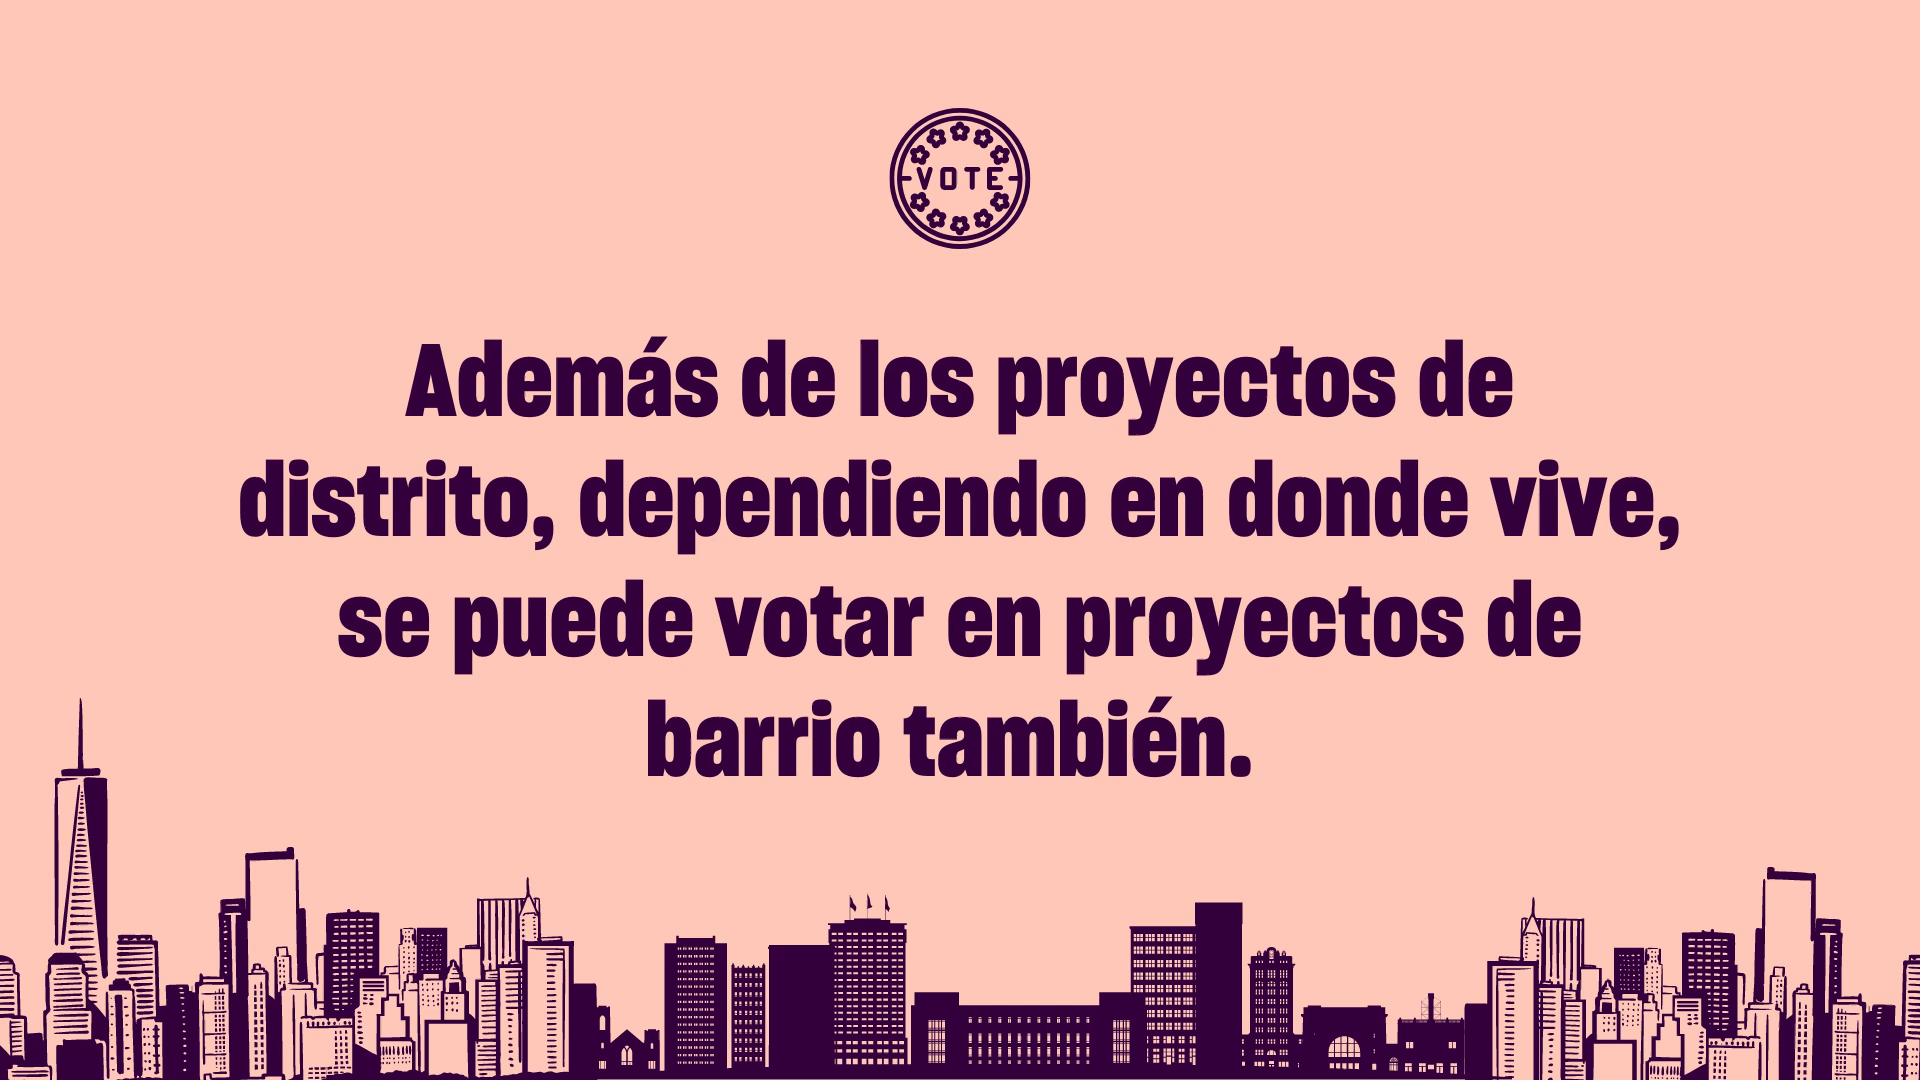 VOTE
Además de los proyectos de
distrito, dependiendo en donde vive,
se puede votar en proyectos de
barrio también.